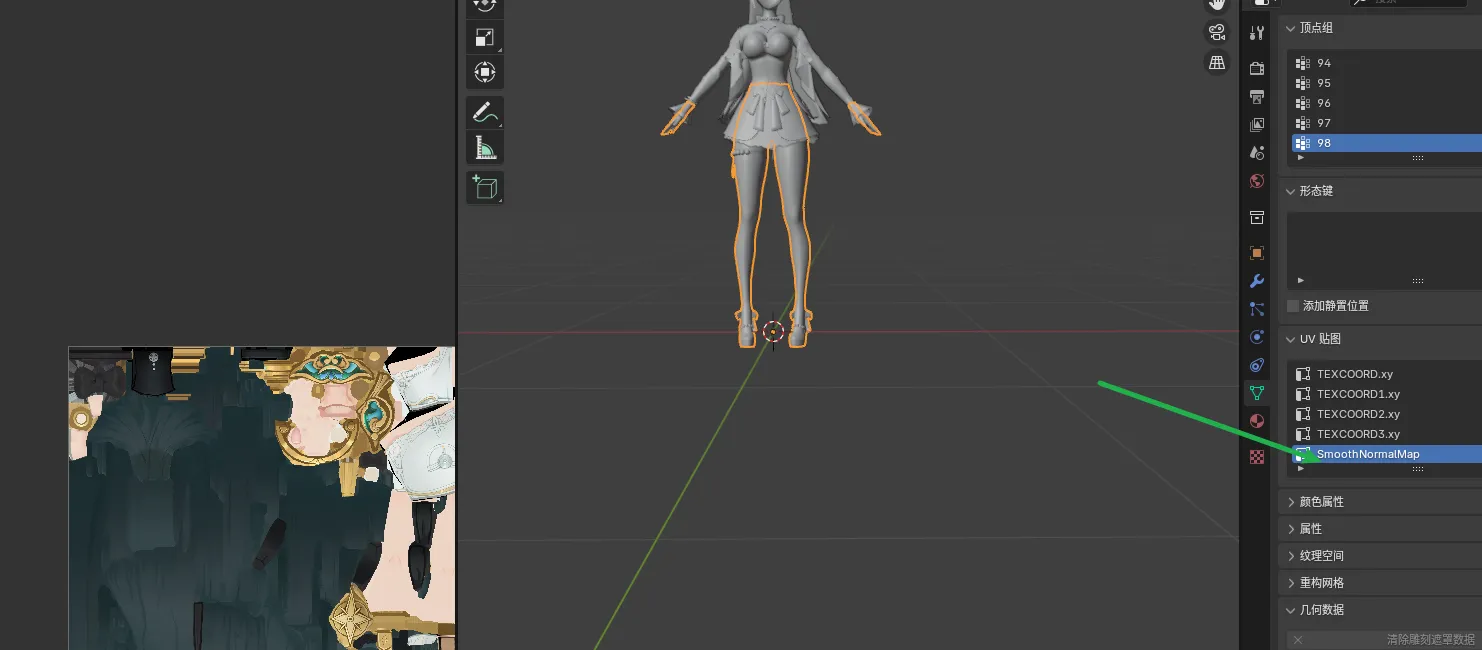 顶点组
94
95
96
97
98
形态键
添加静置位置
UV 贴图
TEXCOORD.xy
TEXCOORD1.xy
TEXCOORD2.xy
TEXCOORD3.xy
SmoothNormalMap
颜色属性
属性
纹理空间
重构网格
几何数据
清除雕刻遮罩数据